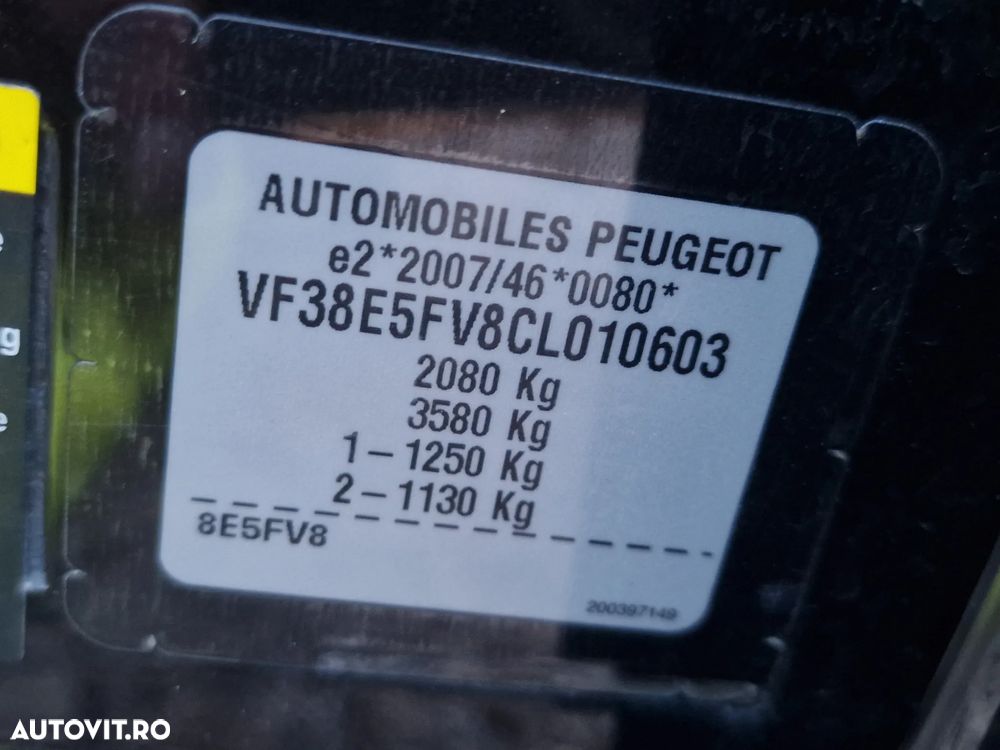 AUTOMOBILES PEUGEOT
e2*2007/46*0080*
VF38E5FV8CL010603
2080 Kg
3580 Kg
1-1250 Kg
2-1130 Kg
8E5FV8
200397149
e
g
e
AUTOVIT.RO